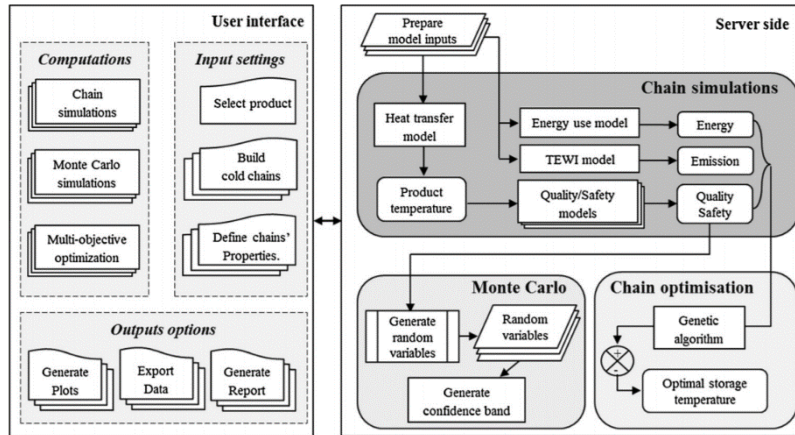 User interface
Computations
Chain
simulations
Monte Carlo
simulations
Multi-objective
optimization
Input settings
Select product
Build
cold chains
Define chains'
Properties.
Outputs options
Generate
Plots
Export
Data
Generate
Report
Server side
Prepare
model inputs
Chain simulations
Heat transfer
model
Energy use model
Energy
TEWI model
Emission
Product
temperature
Quality/Safety
models
Quality
Safety
Monte Carlo
Generate
random
variables
Random
variables
Generate
confidence band
Chain optimisation
Genetic
algorithm
+
-
Optimal storage
temperature